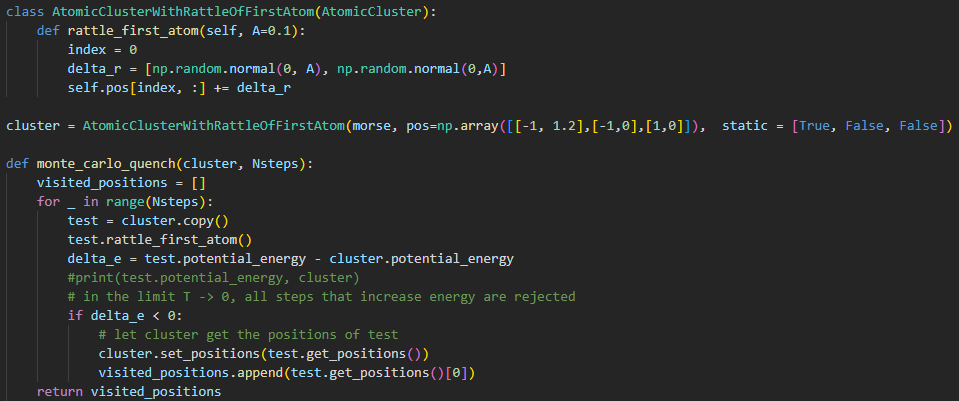 class AtomicClusterWithRattleOfFirstAtom(AtomicCluster):
    def rattle_first_atom(self, A=0.1):
        index = 0
        delta_r = [np.random.normal(0, A), np.random.normal(0,A)]
        self.pos[index, :] += delta_r

cluster = AtomicClusterWithRattleOfFirstAtom(morse, pos=np.array([[-1, 1.2],[-1,0],[1,0]]),  static = [True, False, False])

def monte_carlo_quench(cluster, Nsteps):
    visited_positions = []
    for _ in range(Nsteps):
        test = cluster.copy()
        test.rattle_first_atom()
        delta_e = test.potential_energy - cluster.potential_energy
        #print(test.potential_energy, cluster)
        # in the limit T -> 0, all steps that increase energy are rejected
        if delta_e < 0:
            # let cluster get the positions of test
            cluster.set_positions(test.get_positions())
            visited_positions.append(test.get_positions()[0])
    return visited_positions